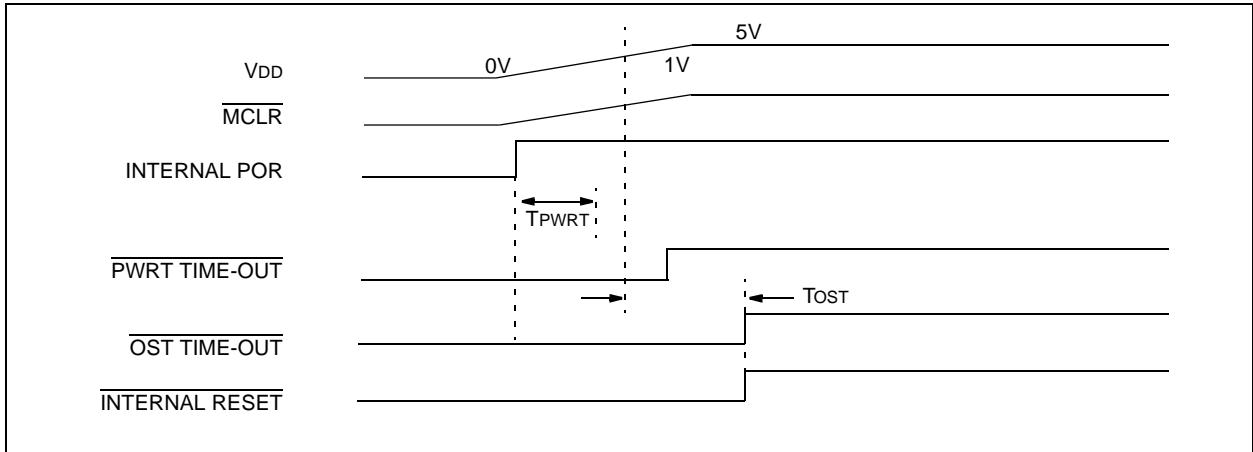 5V
0V
1V
VDD
MCLR
INTERNAL POR
TPWRT
PWRT TIME-OUT
TOST
OST TIME-OUT
INTERNAL RESET